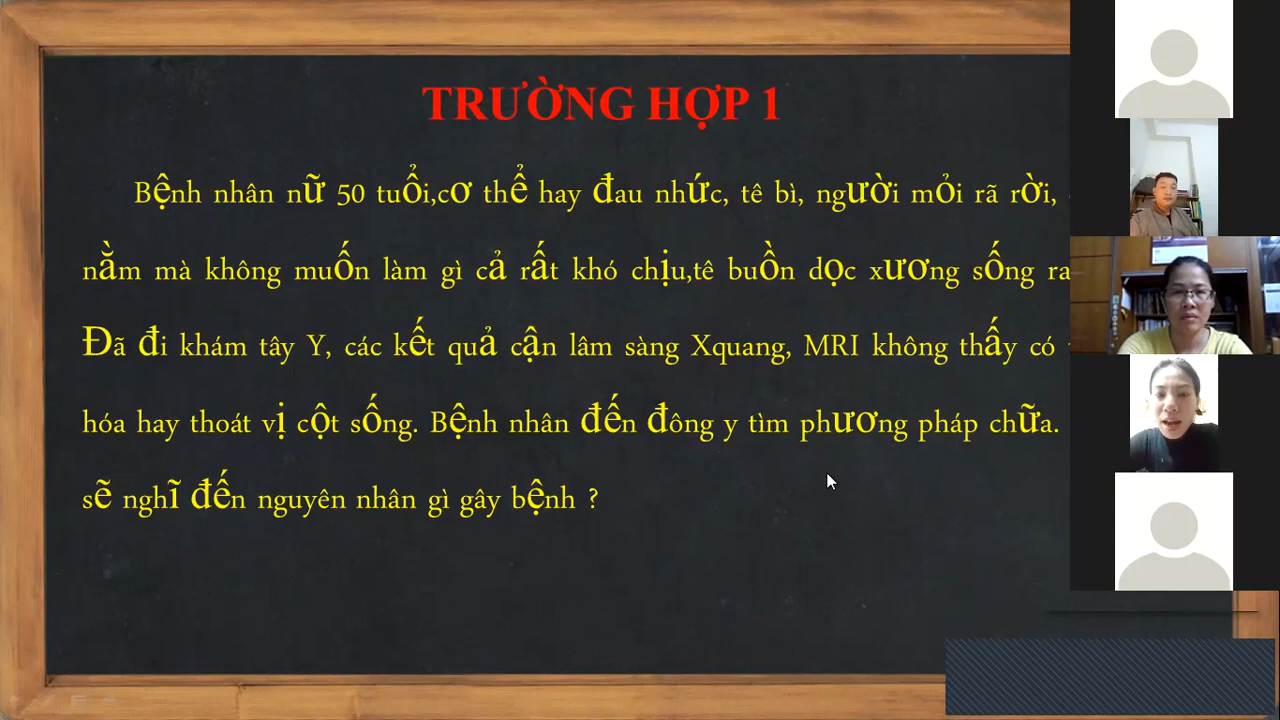 TRƯỜNG HỢP 1
Bệnh nhân nữ 50 tuổi,cơ thể hay đau nhức, tê bì, người mỏi rã rời,
nằm mà không muốn làm gì cả rất khó chịu,tê buồn dọc xương sống ra
Đã đi khám tây Y, các kết quả cận lâm sàng Xquang, MRI không thấy có
hóa hay thoát vị cột sống. Bệnh nhân đến đông y tìm phương pháp chữa.
sẽ nghĩ đến nguyên nhân gì gây bệnh ?